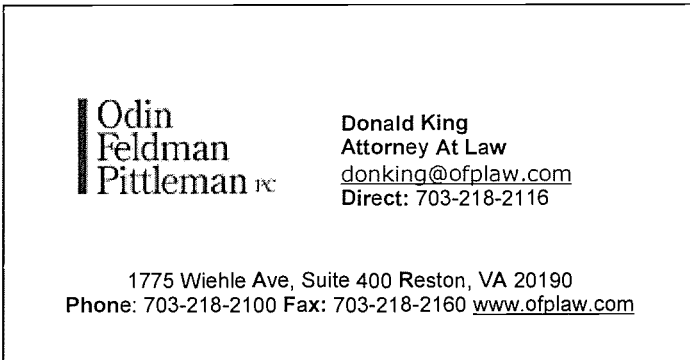 Odin
Feldman
Pittleman PC
Donald King
Attorney At Law
donking@ofplaw.com
Direct: 703-218-2116
1775 Wiehle Ave, Suite 400 Reston, VA 20190
Phone: 703-218-2100 Fax: 703-218-2160 www.ofplaw.com